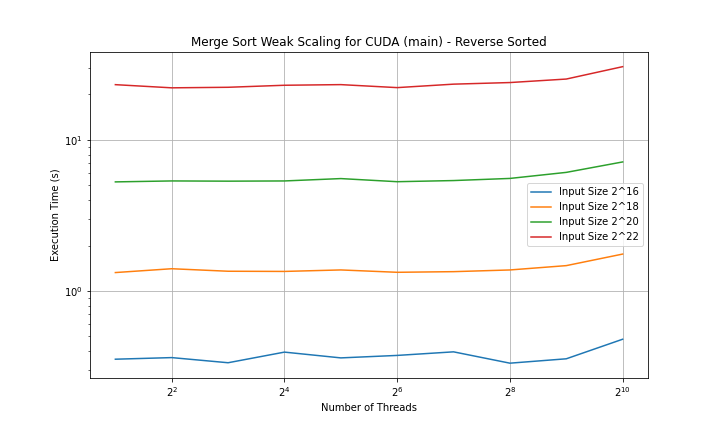 Merge Sort Weak Scaling for CUDA (main) - Reverse Sorted
Execution Time (s)
10¹
10⁰
Input Size 2^16
Input Size 2^18
Input Size 2^20
Input Size 2^22
2² 2⁴ 2⁶ 2⁸ 2¹⁰
Number of Threads